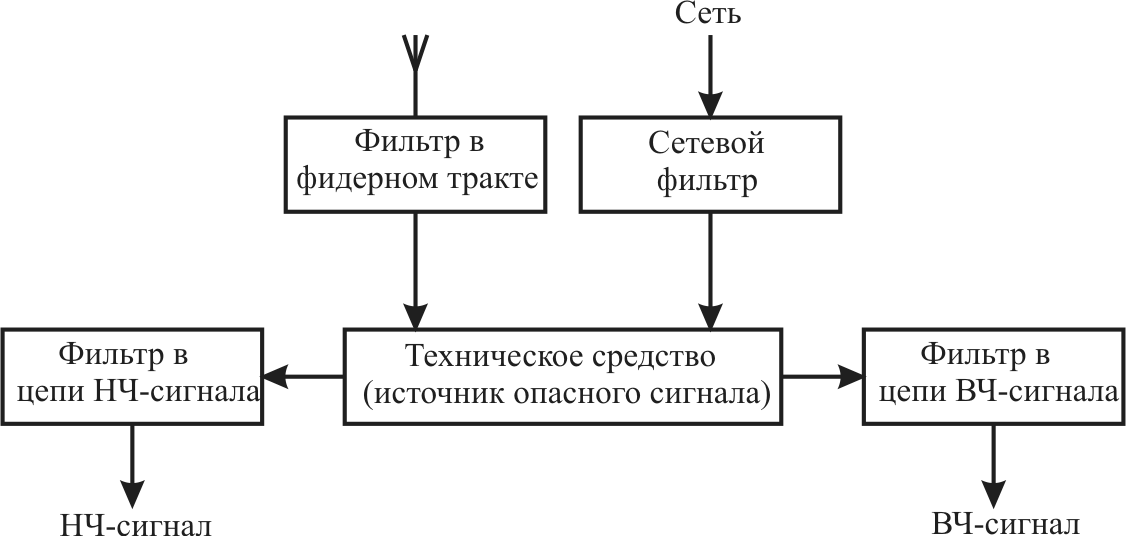 Сеть
Фильтр в
фидерном тракте
Сетевой
фильтр
Фильтр в
цепи НЧ-сигнала
Техническое средство
(источник опасного сигнала)
Фильтр в
цепи ВЧ-сигнала
НЧ-сигнал
ВЧ-сигнал